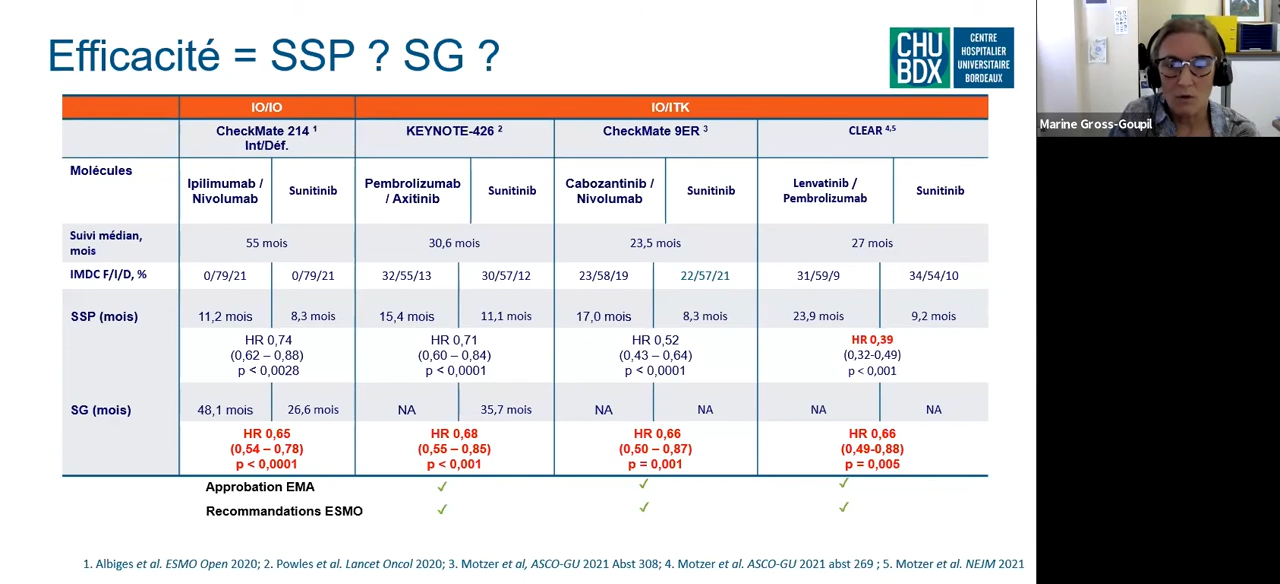 Efficacité = SSP ? SG ?
CHU
BDX
CENTRE
HOSPITALIER
UNIVERSITAIRE
BORDEAUX
Marine Gross-Goupil
IO/IO
IO/ITK
CheckMate 214 1
Int/Déf.
KEYNOTE-426 2
CheckMate 9ER 3
CLEAR 4,5
Molécules
Ipilimumab /
Nivolumab
Sunitinib
Pembrolizumab
/ Axitinib
Sunitinib
Cabozantinib /
Nivolumab
Sunitinib
Lenvatinib /
Pembrolizumab
Sunitinib
Suivi médian,
mois
55 mois
30,6 mois
23,5 mois
27 mois
IMDC F/I/D, %
0/79/21
0/79/21
32/55/13
30/57/12
23/58/19
22/57/21
31/59/9
34/54/10
SSP (mois)
11,2 mois
8,3 mois
15,4 mois
11,1 mois
17,0 mois
8,3 mois
23,9 mois
9,2 mois
HR 0,74
(0,62 – 0,88)
p < 0,0028
HR 0,71
(0,60 – 0,84)
p < 0,0001
HR 0,52
(0,43 – 0,64)
p < 0,0001
HR 0,39
(0,32-0,49)
p < 0,001
SG (mois)
48,1 mois
26,6 mois
NA
35,7 mois
NA
NA
NA
NA
HR 0,65
(0,54 – 0,78)
p < 0,0001
HR 0,68
(0,55 – 0,85)
p < 0,001
HR 0,66
(0,50 – 0,87)
p = 0,001
HR 0,66
(0,49-0,88)
p = 0,005
Approbation EMA ✓ ✓ ✓
Recommandations ESMO ✓ ✓ ✓
1. Albiges et al. ESMO Open 2020; 2. Powles et al. Lancet Oncol 2020; 3. Motzer et al, ASCO-GU 2021 Abst 308; 4. Motzer et al. ASCO-GU 2021 abst 269 ; 5. Motzer et al. NEJM 2021